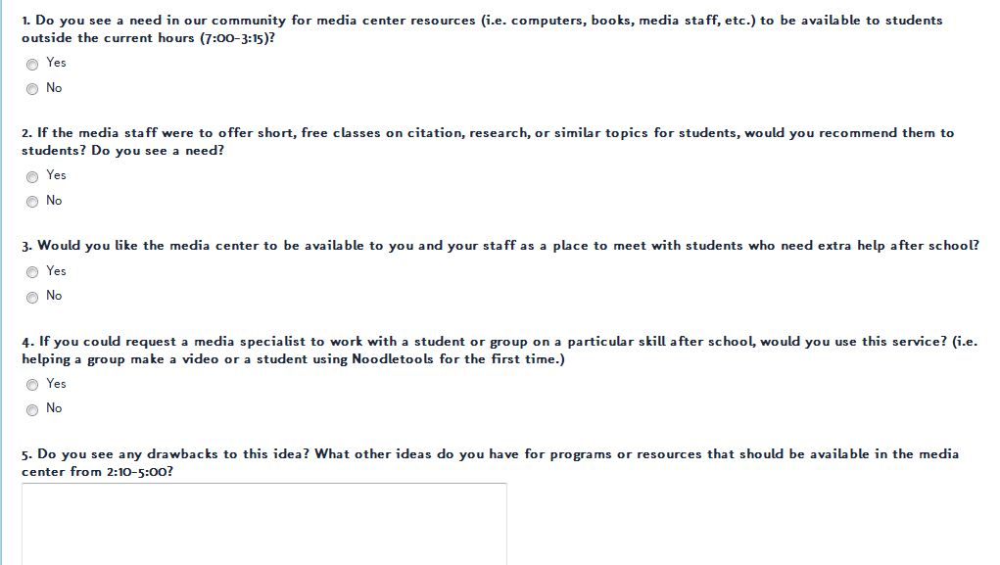 1. Do you see a need in our community for media center resources (i.e. computers, books, media staff, etc.) to be available to students
outside the current hours (7:00-3:15)?
Yes
No
2. If the media staff were to offer short, free classes on citation, research, or similar topics for students, would you recommend them to
students? Do you see a need?
Yes
No
3. Would you like the media center to be available to you and your staff as a place to meet with students who need extra help after school?
Yes
No
4. If you could request a media specialist to work with a student or group on a particular skill after school, would you use this service? (i.e.
helping a group make a video or a student using Noodletools for the first time.)
Yes
No
5. Do you see any drawbacks to this idea? What other ideas do you have for programs or resources that should be available in the media
center from 2:10-5:00?